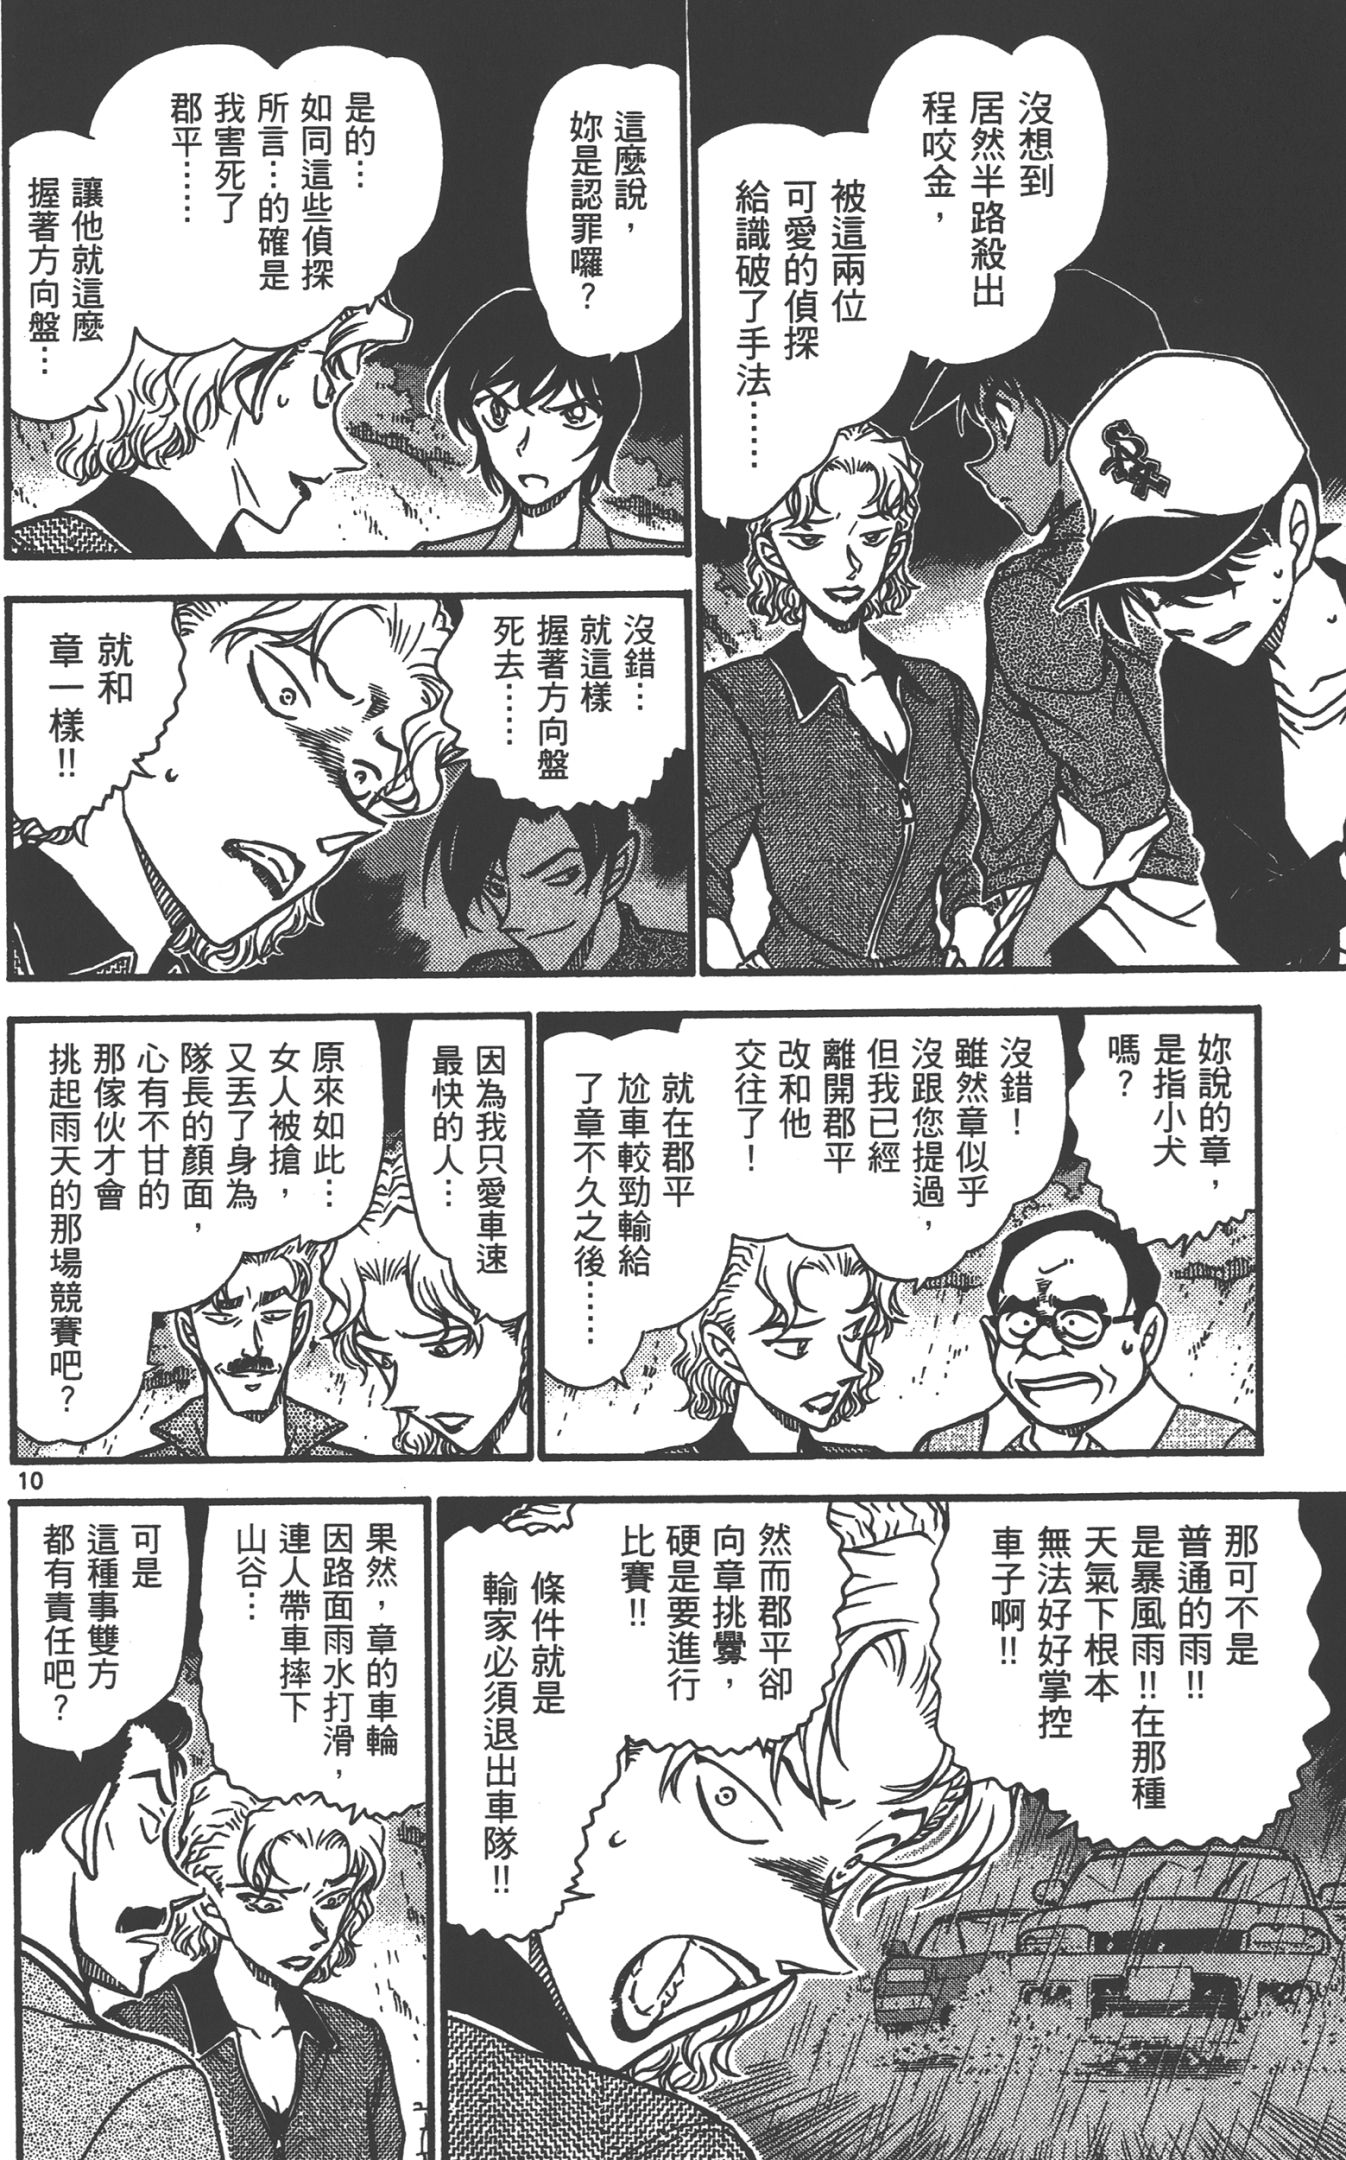 沒想到
居然半路殺出
程咬金，
被這兩位
可愛的偵探
給識破了手法……
這麼說，
妳是認罪囉？
是的…
如同這些偵探
所言…的確是
我害死了
郡平……
讓他就這麼
握著方向盤…
沒錯…
就這樣
握著方向盤
死去……
就和
章一樣!!
妳說的章，
是指小犬
嗎？
沒錯！
雖然章似乎
沒跟您提過，
但我已經
離開郡平
改和他
交往了！
就在郡平
尬車較勁輸給
了章不久之後……
因為我只愛車速
最快的人…
原來如此…
女人被搶，
又丟了身為
隊長的顏面，
心有不甘的
那傢伙才會
挑起雨天的那場競賽吧？
10
那可不是
普通的雨!!
是暴風雨!!在那種
天氣下根本
無法好好掌控
車子啊!!
然而郡平卻
向章挑釁，
硬是要進行
比賽!!
條件就是
輸家必須退出車隊!!
果然，章的車輪
因路面雨水打滑，
連人帶車摔下
山谷…
可是
這種事雙方
都有責任吧？